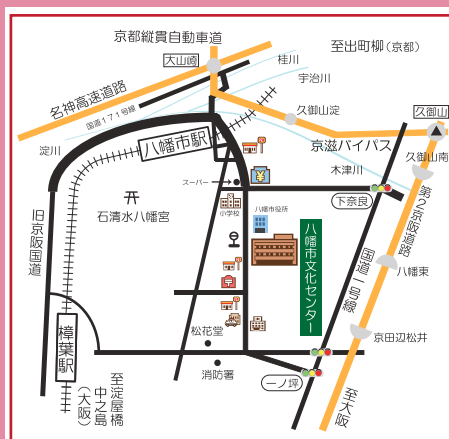 京都縦貫自動車道
至出町柳(京都)
大山崎
桂川
宇治川
名神高速道路
国道171号線
久御山淀
久御山
淀川
八幡市駅
京滋バイパス
久御山南
木津川
スーパー
下奈良
第2京阪道路
石清水八幡宮
小学校
八幡市役所
旧京阪国道
八幡市文化センター
国道一号線
八幡東
樟葉駅
松花堂
京田辺松井
消防署
一ノ坪
至淀屋橋
中之島
(大阪)
至大阪